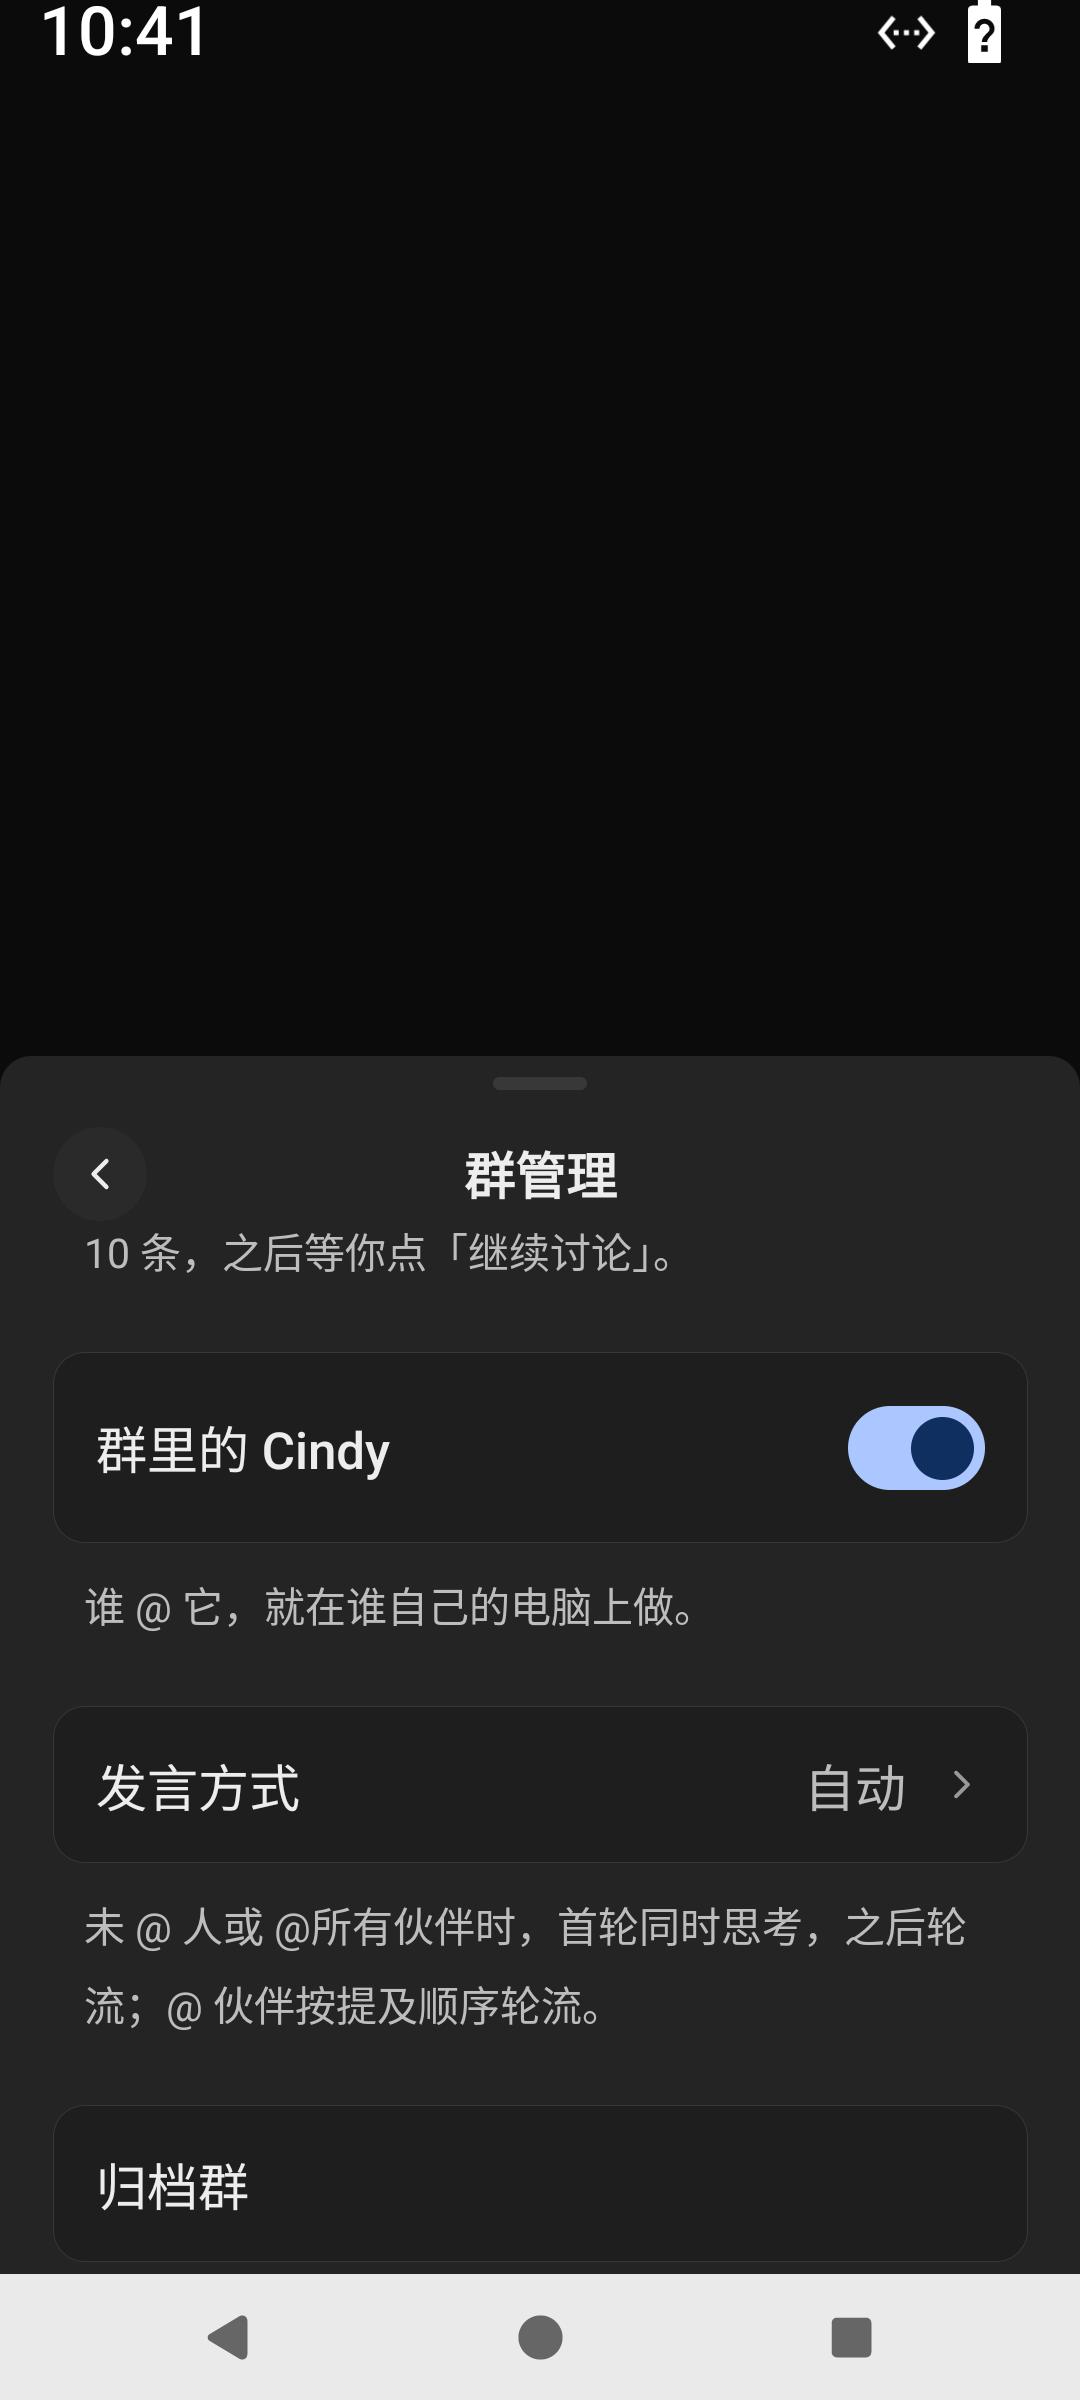 10:41
群管理
10 条，之后等你点「继续讨论」。
群里的 Cindy
谁 @ 它，就在谁自己的电脑上做。
发言方式 自动
未 @ 人或 @所有伙伴时，首轮同时思考，之后轮
流；@ 伙伴按提及顺序轮流。
归档群